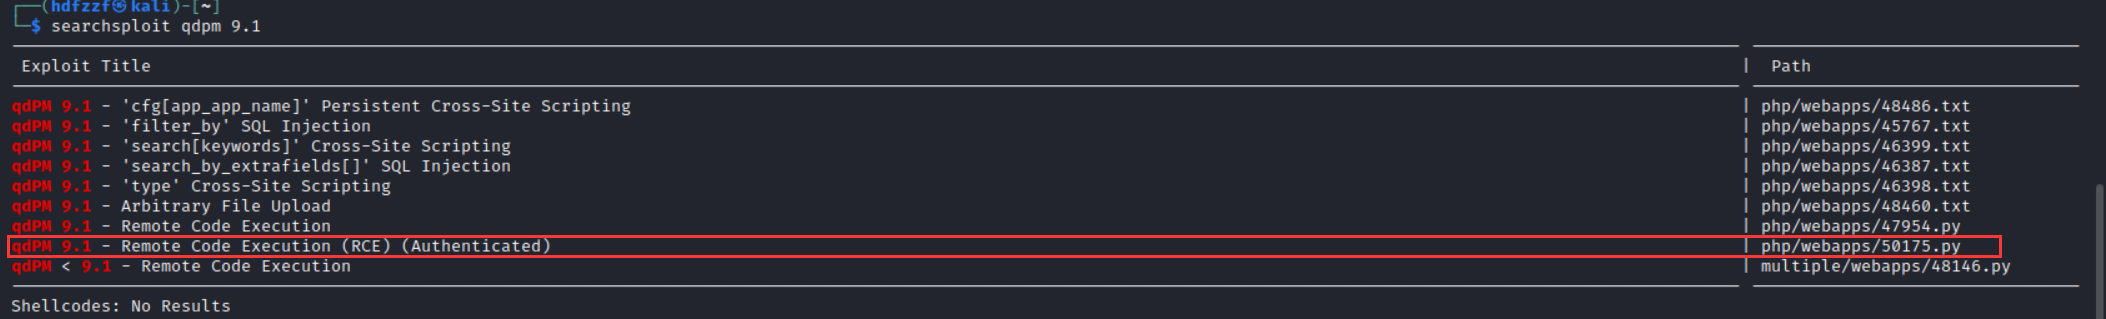 (hdfzzf㉿kali)-[~]
$ searchsploit qdpm 9.1
Exploit Title | Path
qdPM 9.1 - 'cfg[app_app_name]' Persistent Cross-Site Scripting | php/webapps/48486.txt
qdPM 9.1 - 'filter_by' SQL Injection | php/webapps/45767.txt
qdPM 9.1 - 'search[keywords]' Cross-Site Scripting | php/webapps/46399.txt
qdPM 9.1 - 'search_by_extrafields[]' SQL Injection | php/webapps/46387.txt
qdPM 9.1 - 'type' Cross-Site Scripting | php/webapps/46398.txt
qdPM 9.1 - Arbitrary File Upload | php/webapps/48460.txt
qdPM 9.1 - Remote Code Execution | php/webapps/47954.py
qdPM 9.1 - Remote Code Execution (RCE) (Authenticated) | php/webapps/50175.py
qdPM < 9.1 - Remote Code Execution | multiple/webapps/48146.py
Shellcodes: No Results